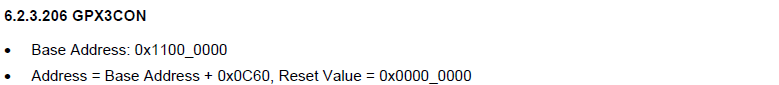 6.2.3.206 GPX3CON
• Base Address: 0x1100_0000
• Address = Base Address + 0x0C60, Reset Value = 0x0000_0000